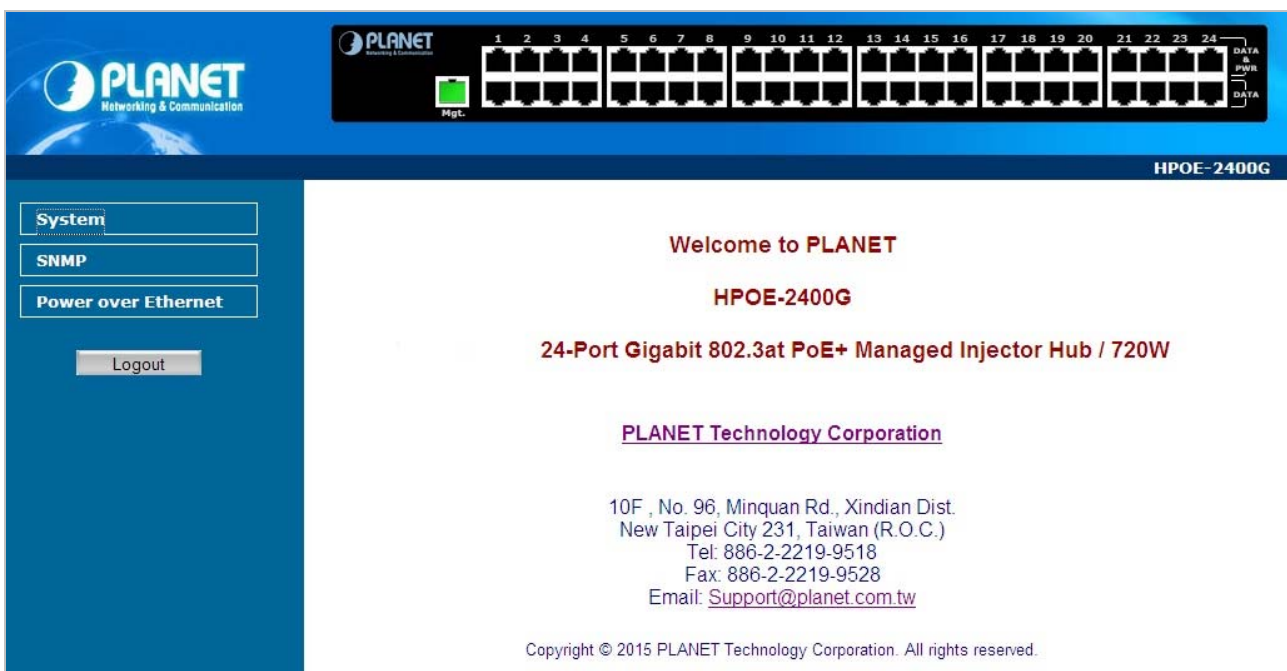 PLANET
Networking & Communication
PLANET
Networking & Communication
1 2 3 4 5 6 7 8 9 10 11 12 13 14 15 16 17 18 19 20 21 22 23 24
DATA
&
PWR
DATA
Mgt.
HPOE-2400G
System
SNMP
Power over Ethernet
Logout
Welcome to PLANET
HPOE-2400G
24-Port Gigabit 802.3at PoE+ Managed Injector Hub / 720W
PLANET Technology Corporation
10F , No. 96, Minquan Rd., Xindian Dist.
New Taipei City 231, Taiwan (R.O.C.)
Tel: 886-2-2219-9518
Fax: 886-2-2219-9528
Email: Support@planet.com.tw
Copyright © 2015 PLANET Technology Corporation. All rights reserved.